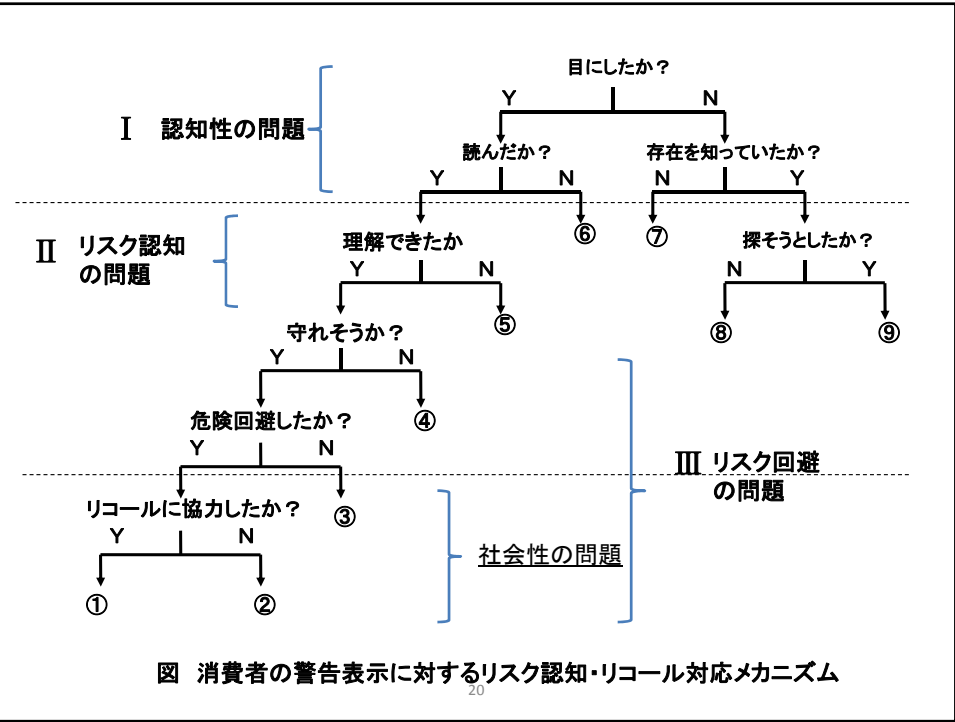 目にしたか？
Y N
Ⅰ 認知性の問題
読んだか？ 存在を知っていたか？
Y N N Y
Ⅱ リスク認知
の問題
理解できたか ⑥ ⑦ 探そうとしたか？
Y N N Y
守れそうか？ ⑤ ⑧ ⑨
Y N
危険回避したか？ ④
Y N
Ⅲ リスク回避
の問題
リコールに協力したか？ ③
Y N
社会性の問題
① ②
図 消費者の警告表示に対するリスク認知・リコール対応メカニズム
20